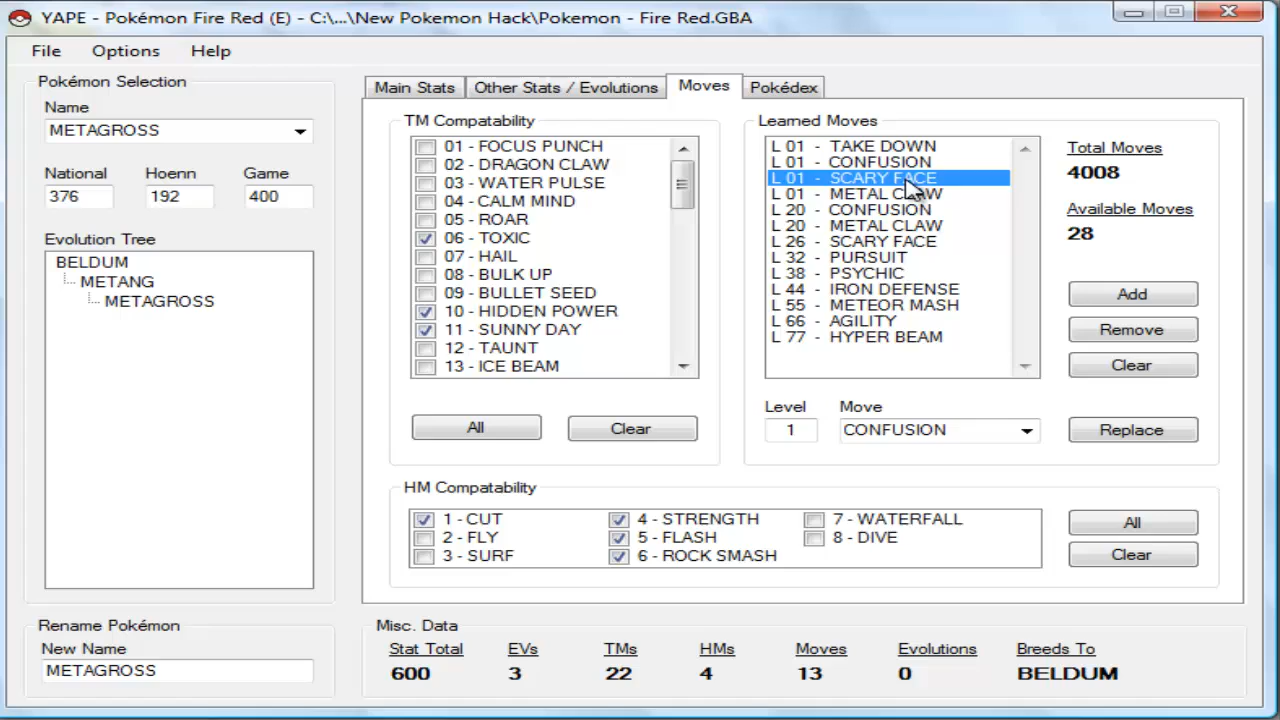 YAPE - Pokémon Fire Red (E) - C:\...\New Pokemon Hack\Pokemon - Fire Red.GBA
File Options Help
Pokémon Selection
Name
METAGROSS
National Hoenn Game
376 192 400
Evolution Tree
BELDUM
METANG
METAGROSS
Rename Pokémon
New Name
METAGROSS
Main Stats Other Stats / Evolutions Moves Pokédex
TM Compatability
01 - FOCUS PUNCH
02 - DRAGON CLAW
03 - WATER PULSE
04 - CALM MIND
05 - ROAR
06 - TOXIC
07 - HAIL
08 - BULK UP
09 - BULLET SEED
10 - HIDDEN POWER
11 - SUNNY DAY
12 - TAUNT
13 - ICE BEAM
All Clear
Learned Moves
L 01 - TAKE DOWN
L 01 - CONFUSION
L 01 - SCARY FACE
L 01 - METAL CLAW
L 20 - CONFUSION
L 20 - METAL CLAW
L 26 - SCARY FACE
L 32 - PURSUIT
L 38 - PSYCHIC
L 44 - IRON DEFENSE
L 55 - METEOR MASH
L 66 - AGILITY
L 77 - HYPER BEAM
Total Moves
4008
Available Moves
28
Add
Remove
Clear
Level Move
1 CONFUSION Replace
HM Compatability
1 - CUT 4 - STRENGTH 7 - WATERFALL
2 - FLY 5 - FLASH 8 - DIVE
3 - SURF 6 - ROCK SMASH
All
Clear
Misc. Data
Stat Total EVs TMs HMs Moves Evolutions Breeds To
600 3 22 4 13 0 BELDUM